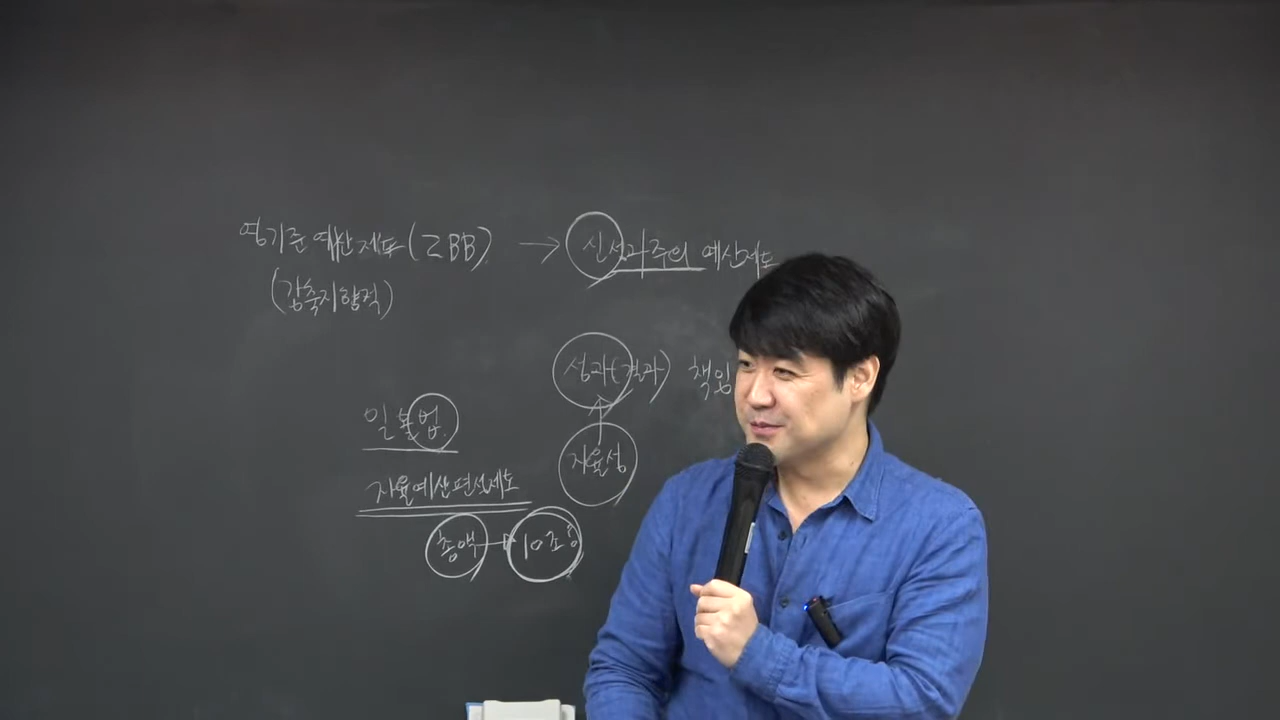 영기준 예산제도(ZBB) → 신성과주의 예산제도
(감축지향적)
성과(결과) 책임
일몰법.
자율성
자율예산편성제도
총액 → 10조